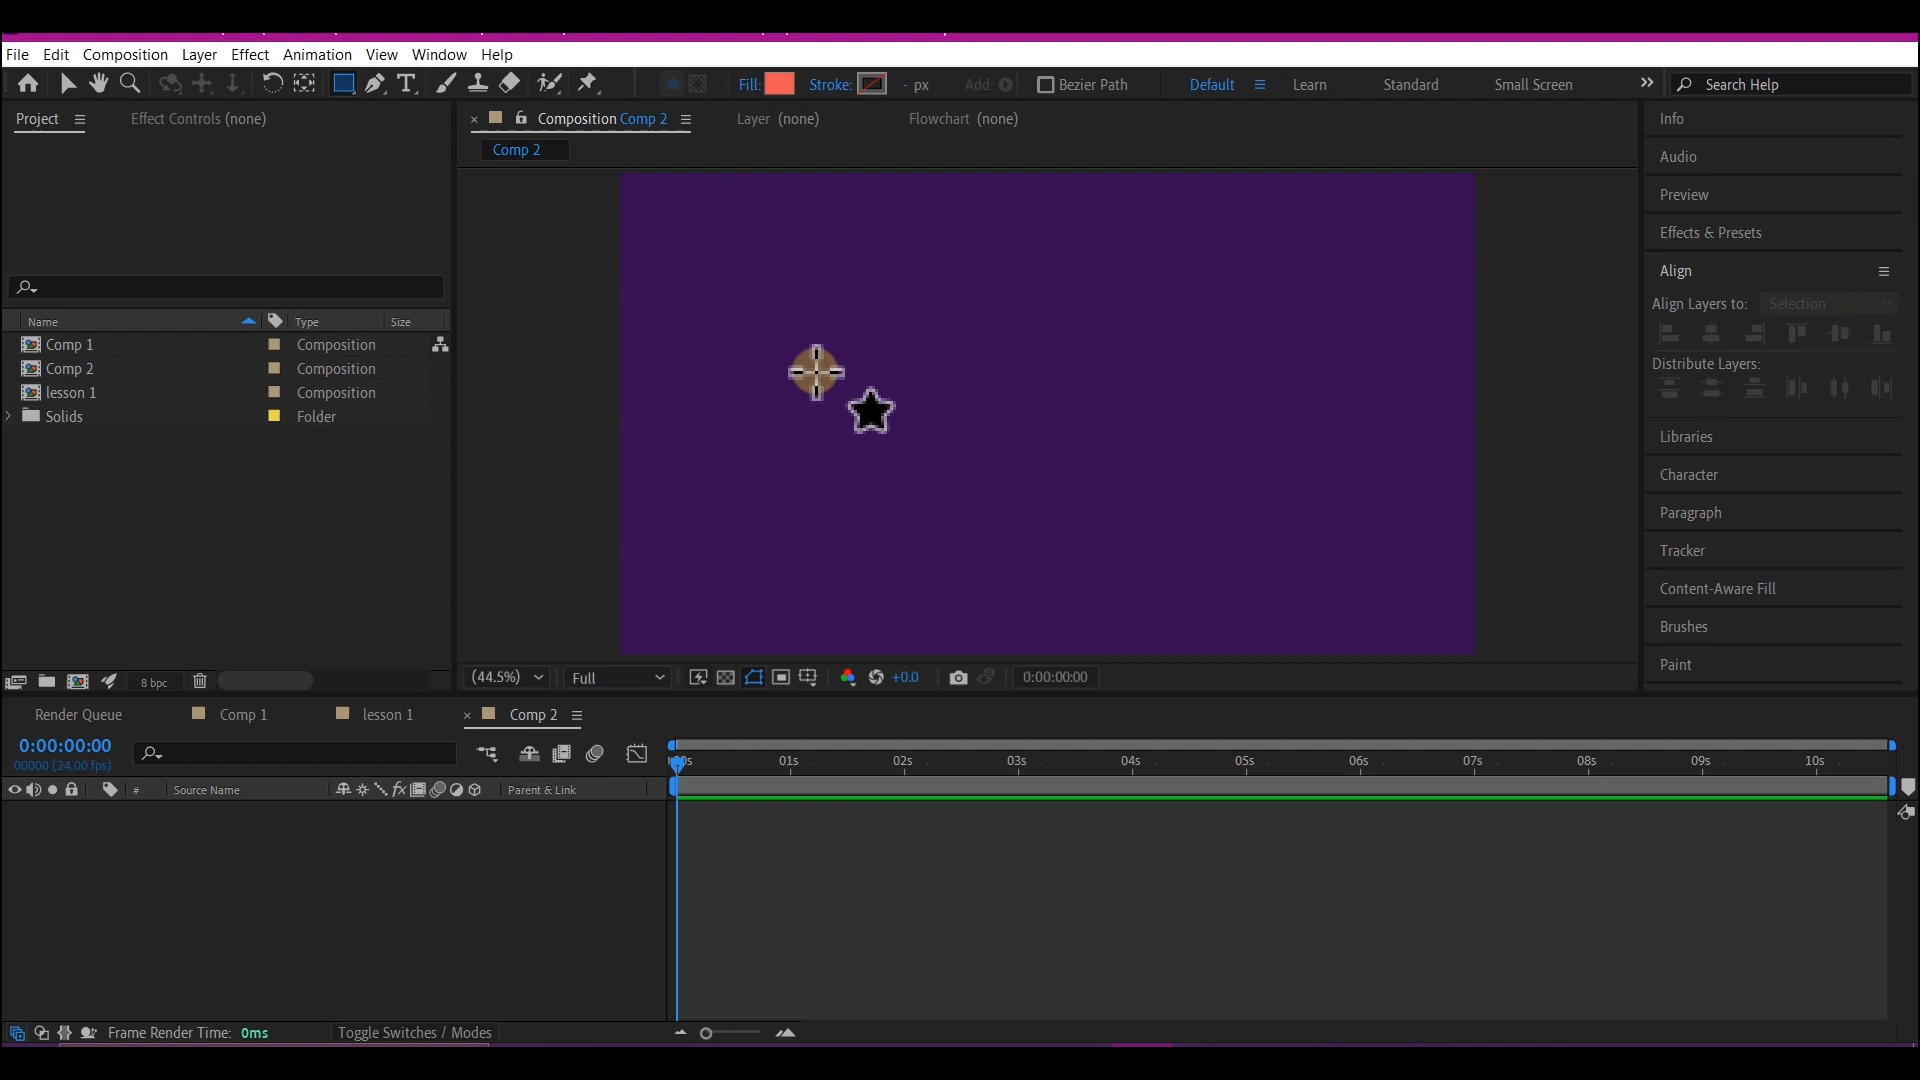 File Edit Composition Layer Effect Animation View Window Help
Fill: Stroke: - px Add: Bezier Path Default Learn Standard Small Screen Search Help
Project Effect Controls (none) Composition Comp 2 Layer (none) Flowchart (none) Info
Comp 2
Audio
Preview
Effects & Presets
Align
Align Layers to: Selection
Distribute Layers:
Name Type Size
Comp 1 Composition
Comp 2 Composition
lesson 1 Composition
Solids Folder
Libraries
Character
Paragraph
Tracker
Content-Aware Fill
Brushes
Paint
8 bpc (44.5%) Full +0.0 0:00:00:00
Render Queue Comp 1 lesson 1 Comp 2
0:00:00:00
00000 (24.00 fps)
01s 02s 03s 04s 05s 06s 07s 08s 09s 10s
# Source Name fx Parent & Link
Frame Render Time: 0ms Toggle Switches / Modes